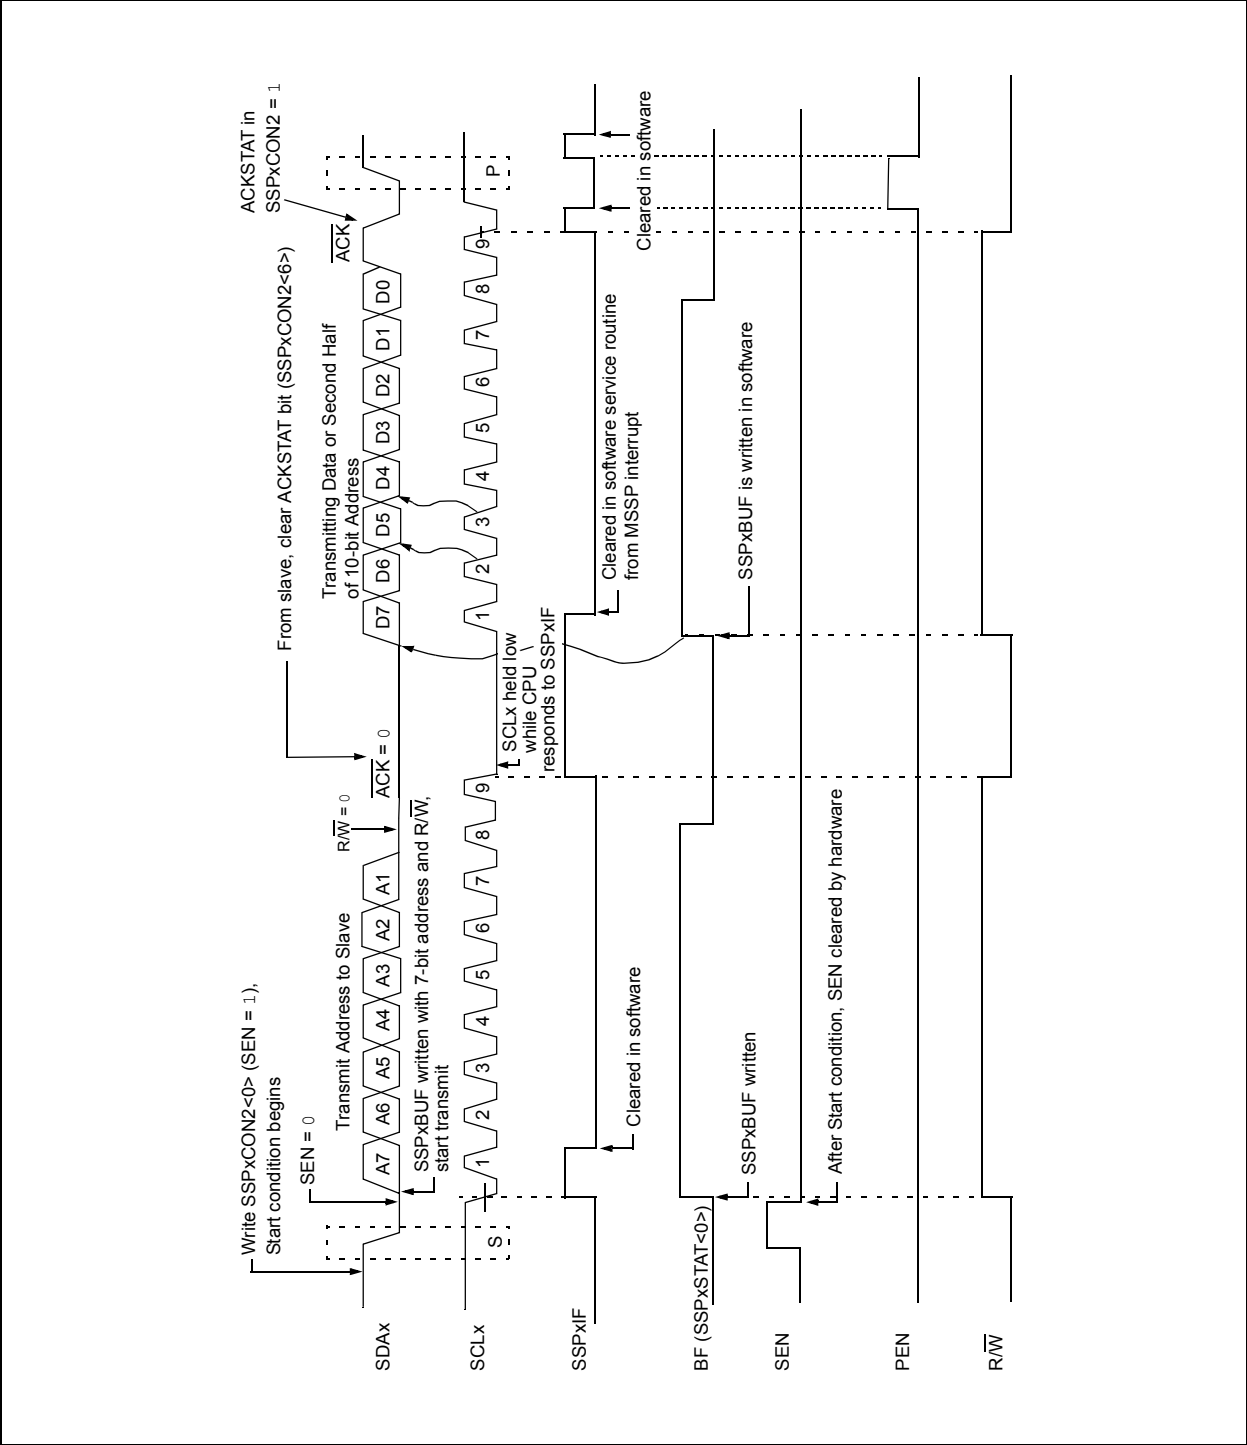 Write SSPxCON2<0> (SEN = 1),
Start condition begins
From slave, clear ACKSTAT bit (SSPxCON2<6>)
ACKSTAT in
SSPxCON2 = 1
SEN = 0
Transmit Address to Slave
R/W = 0
Transmitting Data or Second Half
of 10-bit Address
ACK
SDAx
A7 A6 A5 A4 A3 A2 A1
ACK = 0
D7 D6 D5 D4 D3 D2 D1 D0
SSPxBUF written with 7-bit address and R/W,
start transmit
SCLx
S
1 2 3 4 5 6 7 8 9
1 2 3 4 5 6 7 8 9
P
SCLx held low
while CPU
responds to SSPxIF
SSPxIF
Cleared in software
Cleared in software service routine
from MSSP interrupt
Cleared in software
BF (SSPxSTAT<0>)
SSPxBUF written
SSPxBUF is written in software
SEN
After Start condition, SEN cleared by hardware
PEN
R/W